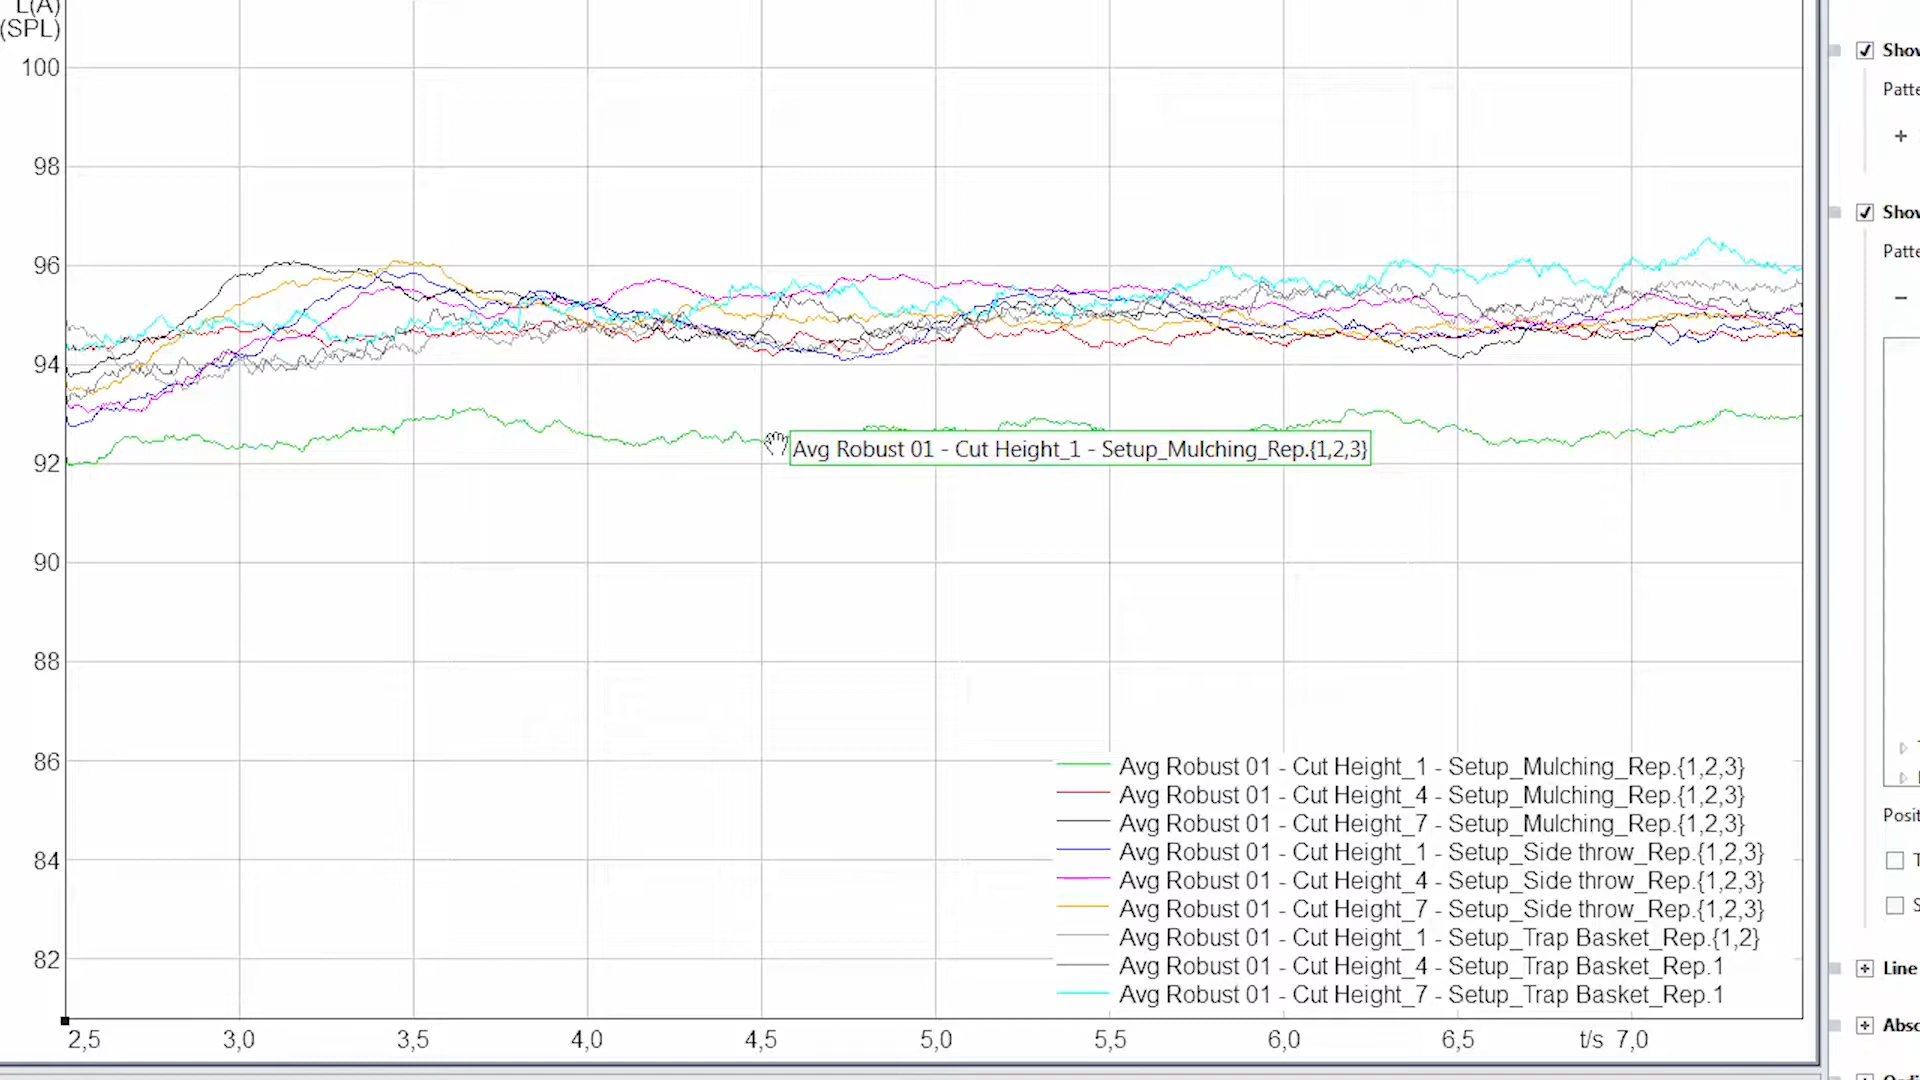 L(A)
(SPL)
100
98
96
94
92
90
88
86
84
82
Avg Robust 01 - Cut Height_1 - Setup_Mulching_Rep.{1,2,3}
Avg Robust 01 - Cut Height_1 - Setup_Mulching_Rep.{1,2,3}
Avg Robust 01 - Cut Height_4 - Setup_Mulching_Rep.{1,2,3}
Avg Robust 01 - Cut Height_7 - Setup_Mulching_Rep.{1,2,3}
Avg Robust 01 - Cut Height_1 - Setup_Side throw_Rep.{1,2,3}
Avg Robust 01 - Cut Height_4 - Setup_Side throw_Rep.{1,2,3}
Avg Robust 01 - Cut Height_7 - Setup_Side throw_Rep.{1,2,3}
Avg Robust 01 - Cut Height_1 - Setup_Trap Basket_Rep.{1,2}
Avg Robust 01 - Cut Height_4 - Setup_Trap Basket_Rep.1
Avg Robust 01 - Cut Height_7 - Setup_Trap Basket_Rep.1
2,5 3,0 3,5 4,0 4,5 5,0 5,5 6,0 6,5 t/s 7,0
Show
Patte
+
Show
Patte
−
Posit
Line
Abso